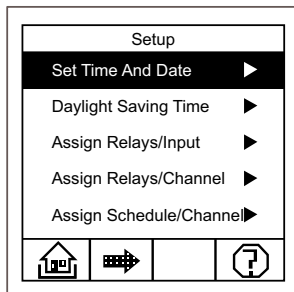 Setup
Set Time And Date
Daylight Saving Time
Assign Relays/Input
Assign Relays/Channel
Assign Schedule/Channel
?